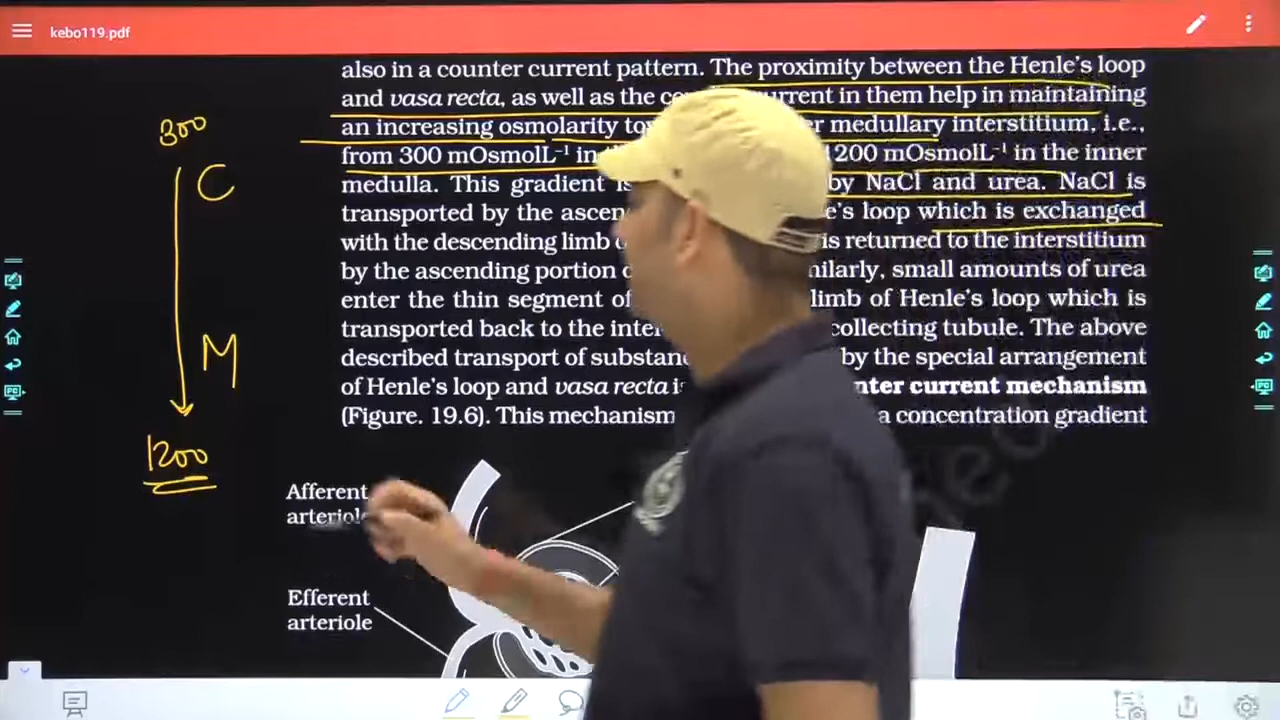 kebo119.pdf
also in a counter current pattern. The proximity between the Henle's loop
and vasa recta, as well as the co current in them help in maintaining
an increasing osmolarity to er medullary interstitium, i.e.,
from 300 mOsmolL⁻¹ in 1200 mOsmolL⁻¹ in the inner
medulla. This gradient is by NaCl and urea. NaCl is
transported by the ascen e's loop which is exchanged
with the descending limb is returned to the interstitium
by the ascending portion Similarly, small amounts of urea
enter the thin segment of limb of Henle's loop which is
transported back to the inter collecting tubule. The above
described transport of substanc by the special arrangement
of Henle's loop and vasa recta is nter current mechanism
(Figure. 19.6). This mechanism a concentration gradient
300
C
M
1200
Afferent
arteriole
Efferent
arteriole